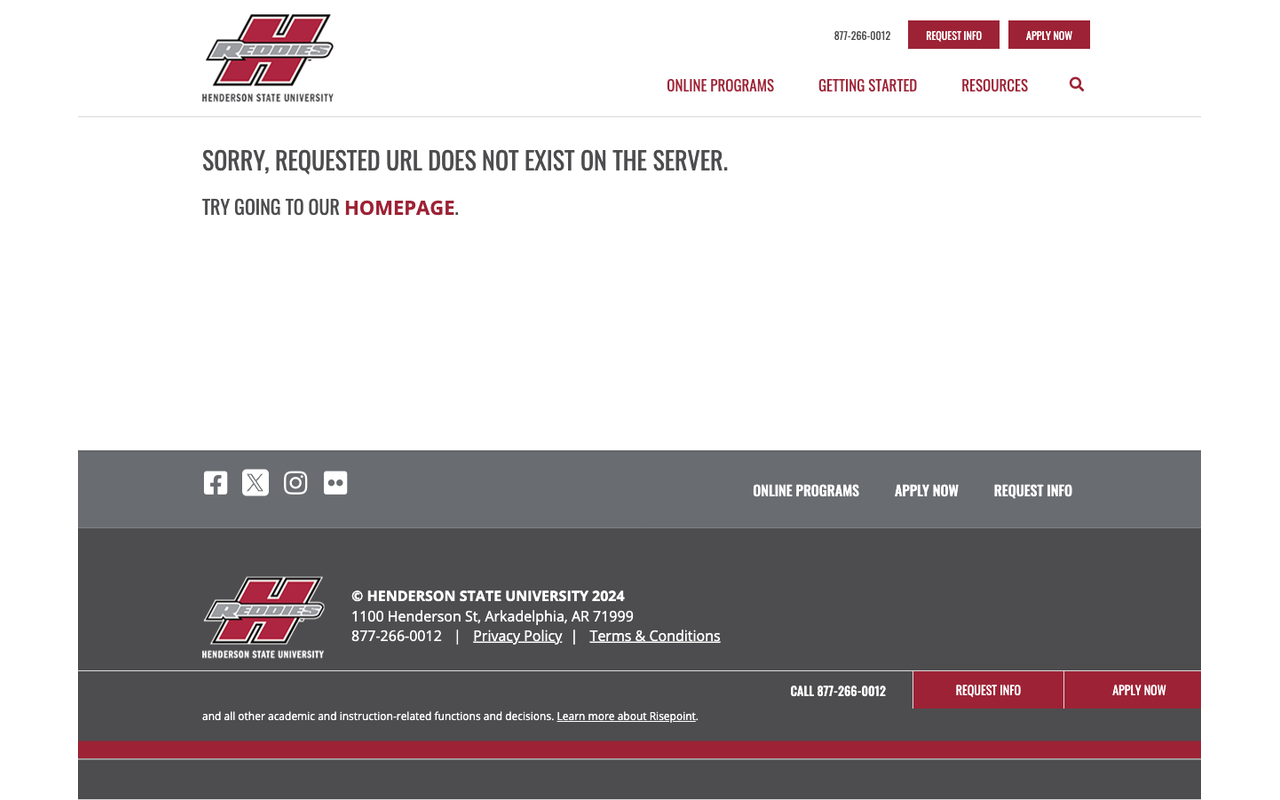 REDDIES
HENDERSON STATE UNIVERSITY
877-266-0012
REQUEST INFO
APPLY NOW
ONLINE PROGRAMS
GETTING STARTED
RESOURCES
SORRY, REQUESTED URL DOES NOT EXIST ON THE SERVER.
TRY GOING TO OUR HOMEPAGE.
ONLINE PROGRAMS
APPLY NOW
REQUEST INFO
REDDIES
HENDERSON STATE UNIVERSITY
© HENDERSON STATE UNIVERSITY 2024
1100 Henderson St, Arkadelphia, AR 71999
877-266-0012 | Privacy Policy | Terms & Conditions
CALL 877-266-0012
REQUEST INFO
APPLY NOW
and all other academic and instruction-related functions and decisions. Learn more about Risepoint.